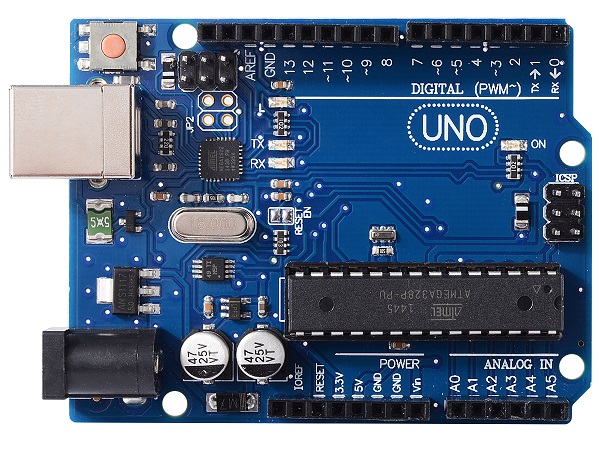 AREF
GND
13
12
~11
~10
~9
8
7
~6
~5
4
~3
2
TX→1
RX←0
DIGITAL (PWM~)
JP2
L
TX
RX
UNO
ON
ICSP
RESET
EN
ATMEL
ATMEGA328P-PU
1445
47
25V
VT
47
25V
VT
POWER
ANALOG IN
IOREF
RESET
3.3V
5V
GND
GND
Vin
A0
A1
A2
A3
A4
A5